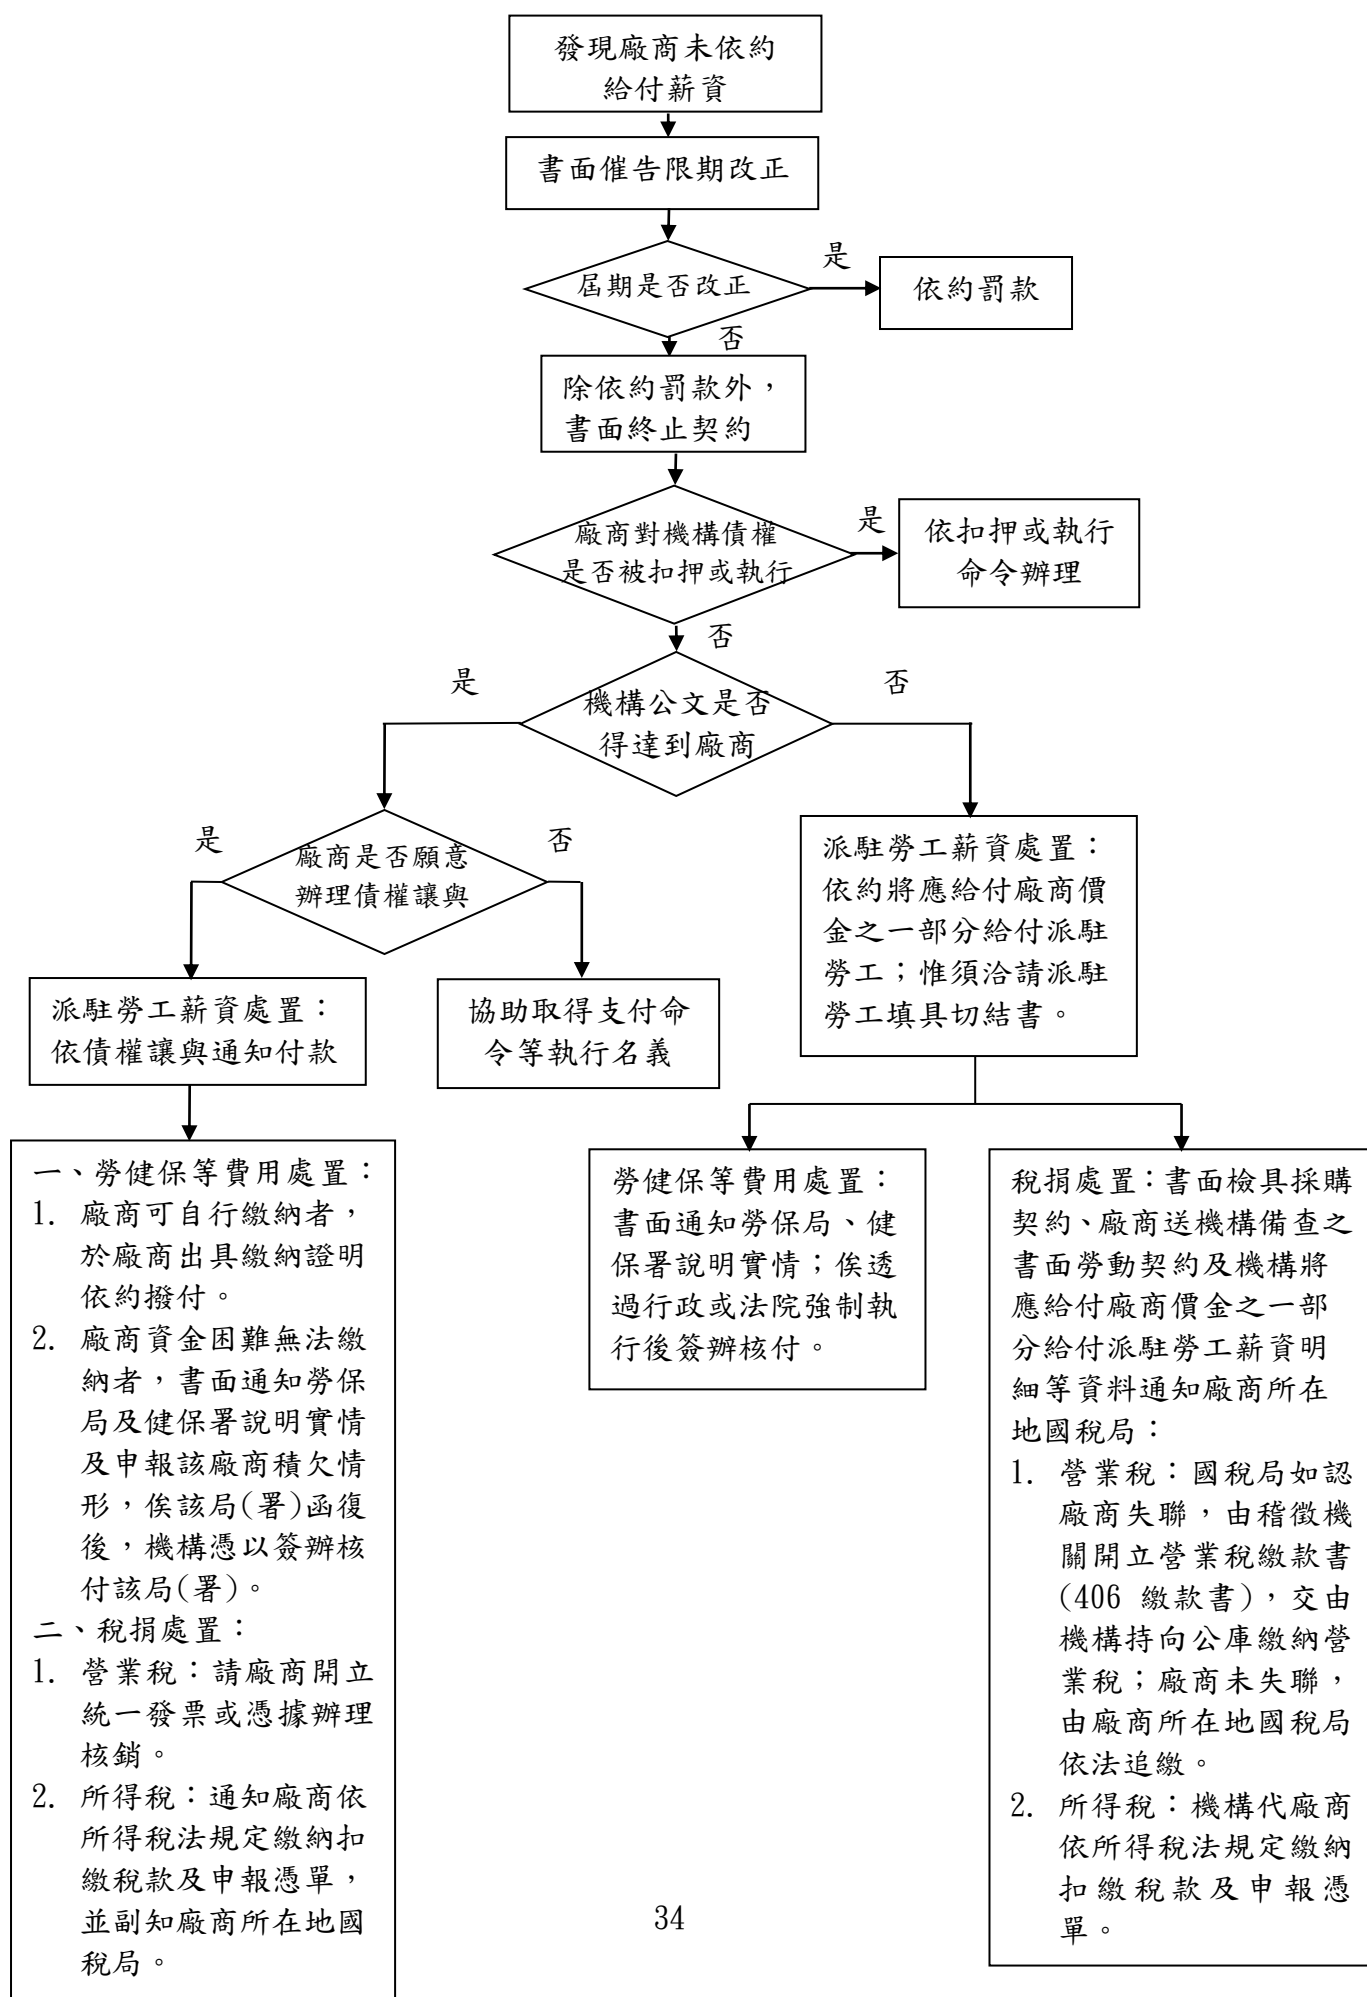 發現廠商未依約
給付薪資
書面催告限期改正
屆期是否改正
是
依約罰款
否
除依約罰款外，
書面終止契約
廠商對機構債權
是否被扣押或執行
是
依扣押或執行
命令辦理
否
機構公文是否
得達到廠商
是
否
廠商是否願意
辦理債權讓與
是
否
派駐勞工薪資處置：
依債權讓與通知付款
協助取得支付命
令等執行名義
派駐勞工薪資處置：
依約將應給付廠商價
金之一部分給付派駐
勞工；惟須洽請派駐
勞工填具切結書。
一、勞健保等費用處置：
1. 廠商可自行繳納者，
於廠商出具繳納證明
依約撥付。
2. 廠商資金困難無法繳
納者，書面通知勞保
局及健保署說明實情
及申報該廠商積欠情
形，俟該局(署)函復
後，機構憑以簽辦核
付該局(署)。
二、稅捐處置：
1. 營業稅：請廠商開立
統一發票或憑據辦理
核銷。
2. 所得稅：通知廠商依
所得稅法規定繳納扣
繳稅款及申報憑單，
並副知廠商所在地國
稅局。
勞健保等費用處置：
書面通知勞保局、健
保署說明實情；俟透
過行政或法院強制執
行後簽辦核付。
稅捐處置：書面檢具採購
契約、廠商送機構備查之
書面勞動契約及機構將
應給付廠商價金之一部
分給付派駐勞工薪資明
細等資料通知廠商所在
地國稅局：
1. 營業稅：國稅局如認
廠商失聯，由稽徵機
關開立營業稅繳款書
(406 繳款書)，交由
機構持向公庫繳納營
業稅；廠商未失聯，
由廠商所在地國稅局
依法追繳。
2. 所得稅：機構代廠商
依所得稅法規定繳納
扣繳稅款及申報憑
單。
34